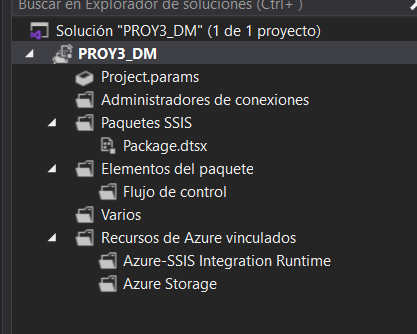 Buscar en Explorador de soluciones (Ctrl+ )
Solución "PROY3_DM" (1 de 1 proyecto)
PROY3_DM
Project.params
Administradores de conexiones
Paquetes SSIS
Package.dtsx
Elementos del paquete
Flujo de control
Varios
Recursos de Azure vinculados
Azure-SSIS Integration Runtime
Azure Storage